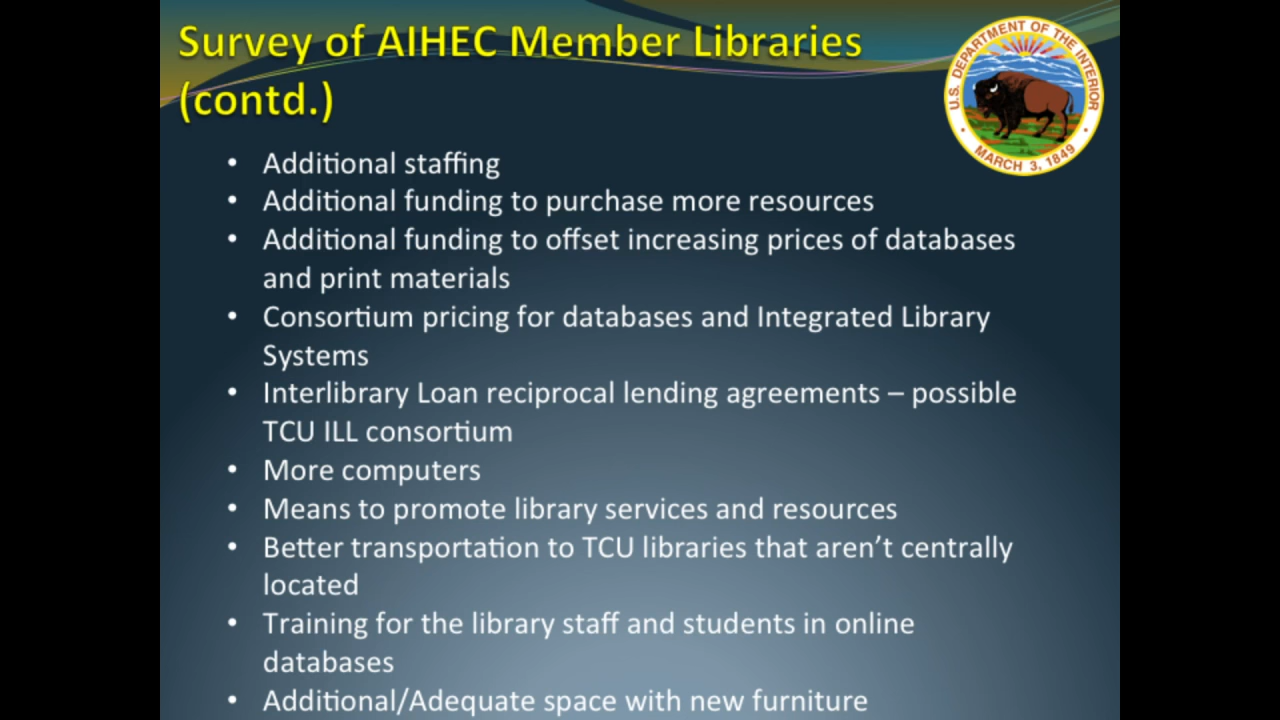 Survey of AIHEC Member Libraries
(contd.)
U.S. DEPARTMENT OF THE INTERIOR
MARCH 3, 1849
• Additional staffing
• Additional funding to purchase more resources
• Additional funding to offset increasing prices of databases
and print materials
• Consortium pricing for databases and Integrated Library
Systems
• Interlibrary Loan reciprocal lending agreements – possible
TCU ILL consortium
• More computers
• Means to promote library services and resources
• Better transportation to TCU libraries that aren’t centrally
located
• Training for the library staff and students in online
databases
• Additional/Adequate space with new furniture